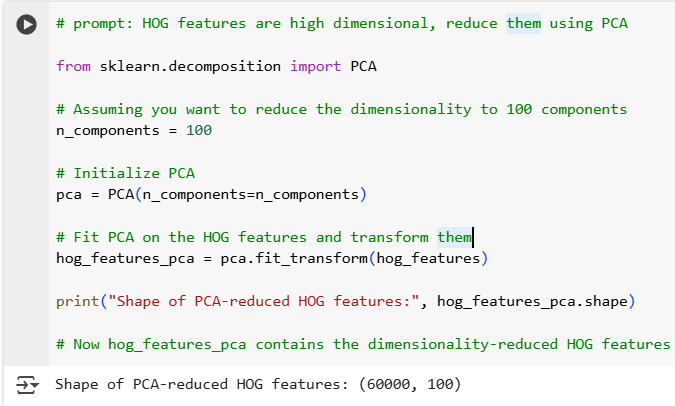 # prompt: HOG features are high dimensional, reduce them using PCA
from sklearn.decomposition import PCA
# Assuming you want to reduce the dimensionality to 100 components
n_components = 100
# Initialize PCA
pca = PCA(n_components=n_components)
# Fit PCA on the HOG features and transform them
hog_features_pca = pca.fit_transform(hog_features)
print("Shape of PCA-reduced HOG features:", hog_features_pca.shape)
# Now hog_features_pca contains the dimensionality-reduced HOG features
Shape of PCA-reduced HOG features: (60000, 100)